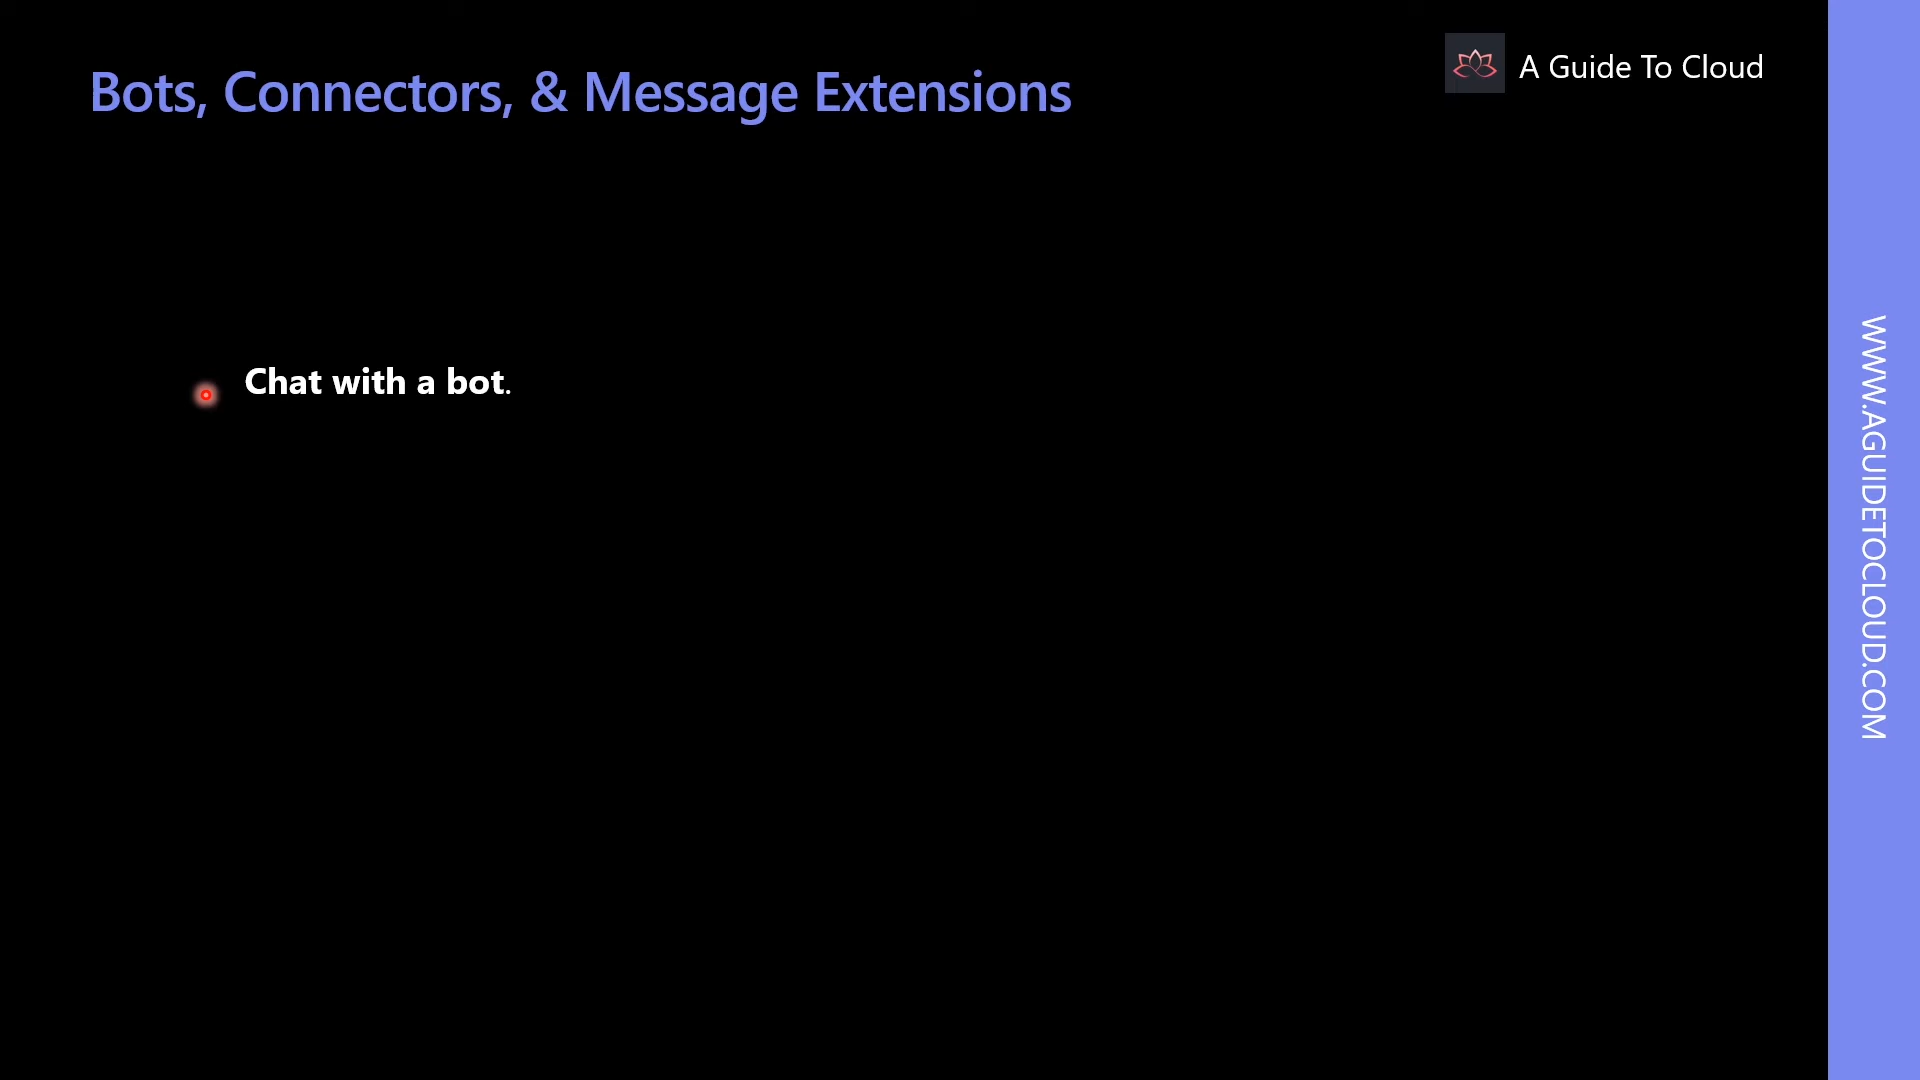 Bots, Connectors, & Message Extensions
A Guide To Cloud
Chat with a bot.
WWW.AGUIDETOCLOUD.COM